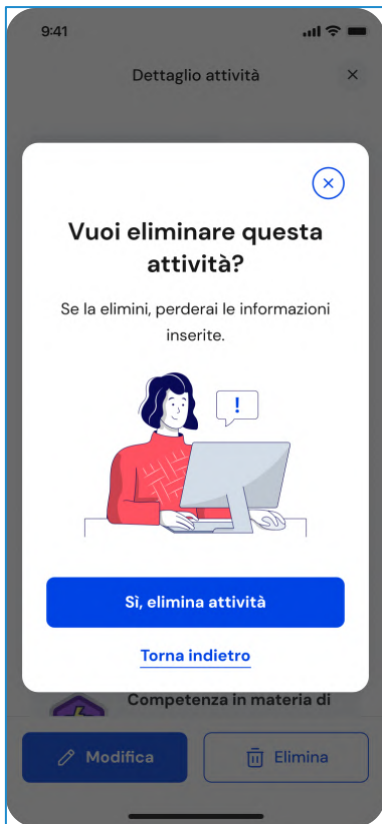 9:41
Dettaglio attività
Vuoi eliminare questa
attività?
Se la elimini, perderai le informazioni
inserite.
!
Sì, elimina attività
Torna indietro
Competenza in materia di
Modifica
Elimina